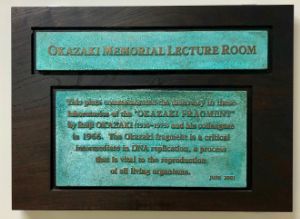 OKAZAKI MEMORIAL LECTURE ROOM
This plate commemorates the discovery in these
laboratories of the "OKAZAKI FRAGMENT"
by Reiji OKAZAKI (1930-1975) and his colleagues
in 1966. The Okazaki fragment is a critical
intermediate in DNA replication, a process
that is vital to the reproduction
of all living organisms.
JUNE 2001